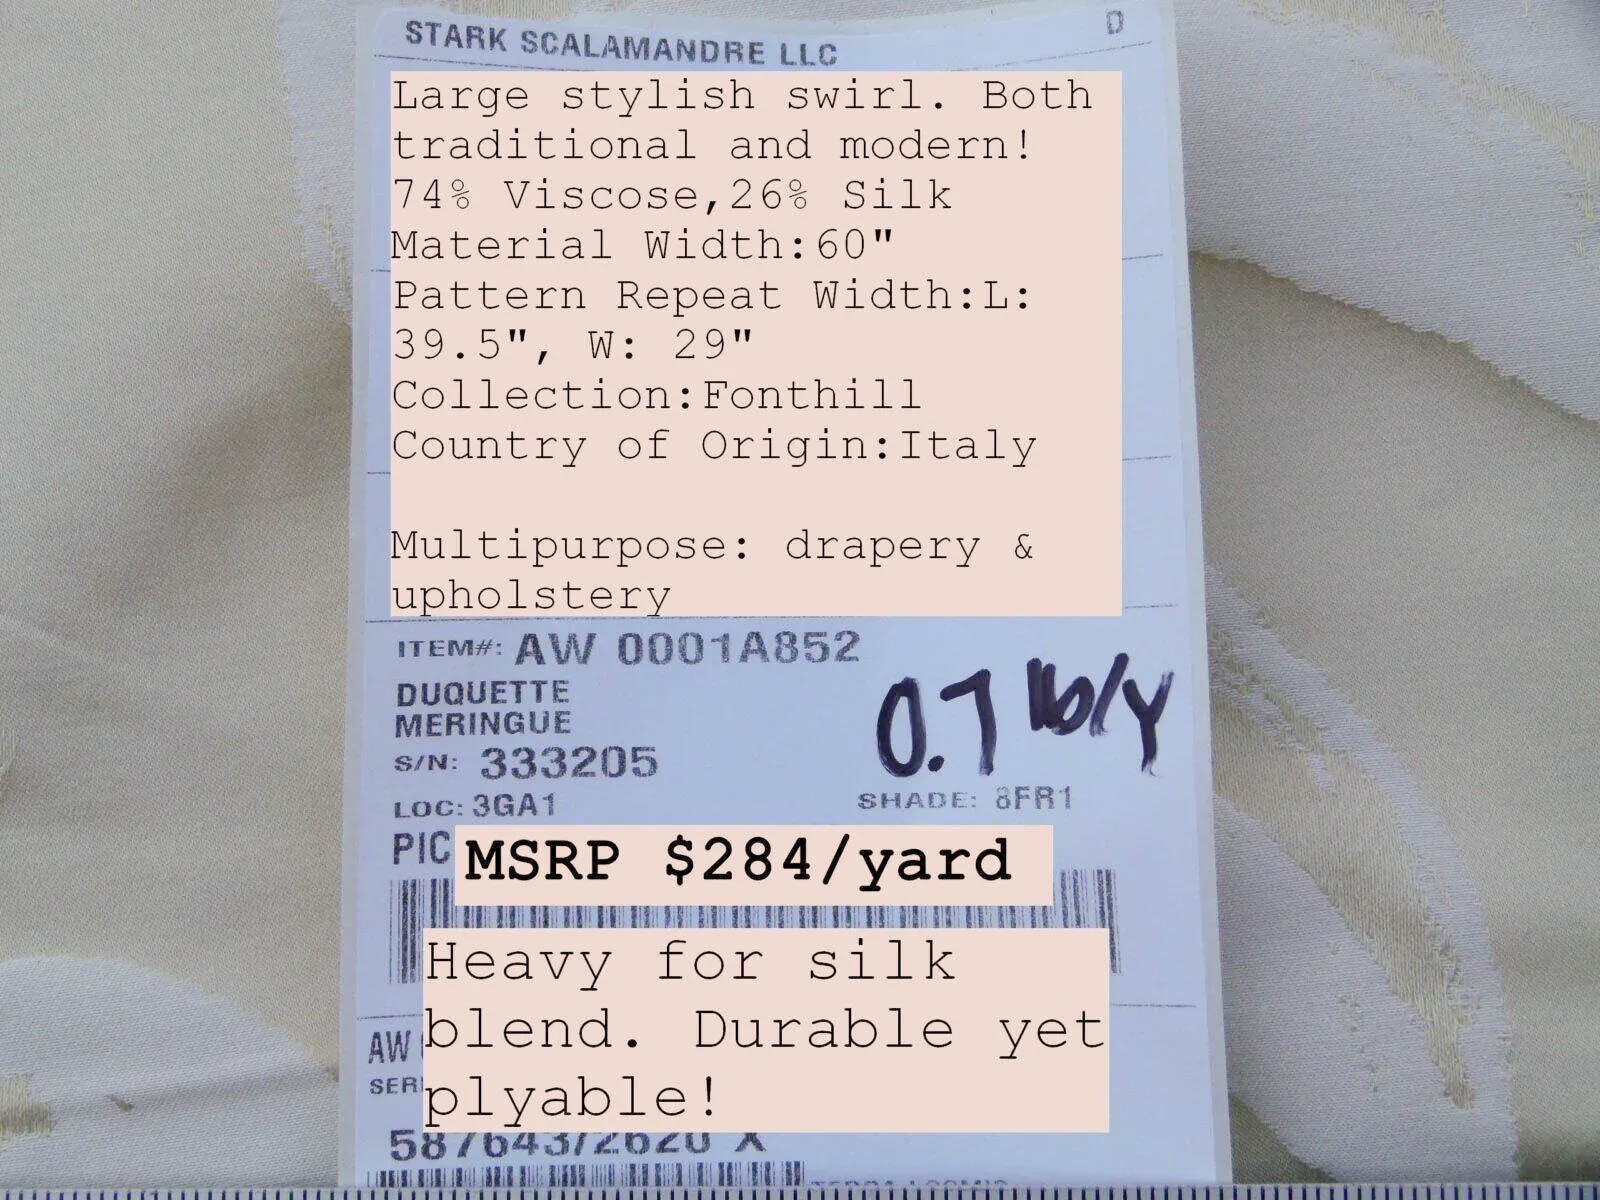 STARK SCALAMANDRE LLC D
Large stylish swirl. Both
traditional and modern!
74% Viscose,26% Silk
Material Width:60"
Pattern Repeat Width:L:
39.5", W: 29"
Collection:Fonthill
Country of Origin:Italy
Multipurpose: drapery &
upholstery
ITEM#: AW 0001A852
DUQUETTE
MERINGUE
0.7 lb/y
S/N: 333205
LOC: 3GA1 SHADE: 8FR1
PIC MSRP $284/yard
Heavy for silk
AW blend. Durable yet
SERI plyable!
587643/2620 X